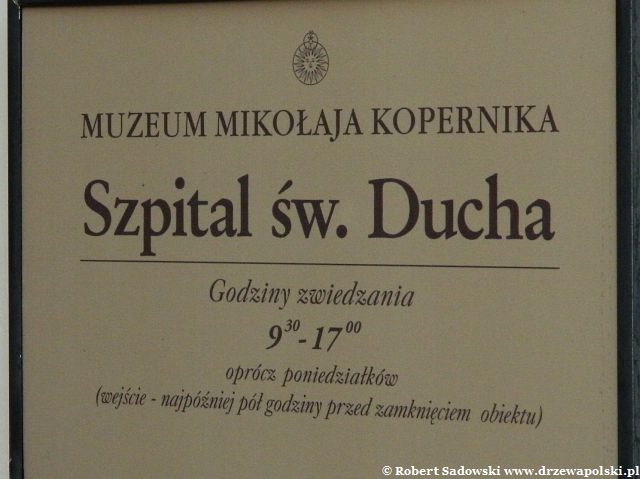 MUZEUM MIKOŁAJA KOPERNIKA
Szpital św. Ducha
Godziny zwiedzania
9³⁰-17⁰⁰
oprócz poniedziałków
(wejście - najpóźniej pół godziny przed zamknięciem obiektu)
© Robert Sadowski www.drzewapolski.pl